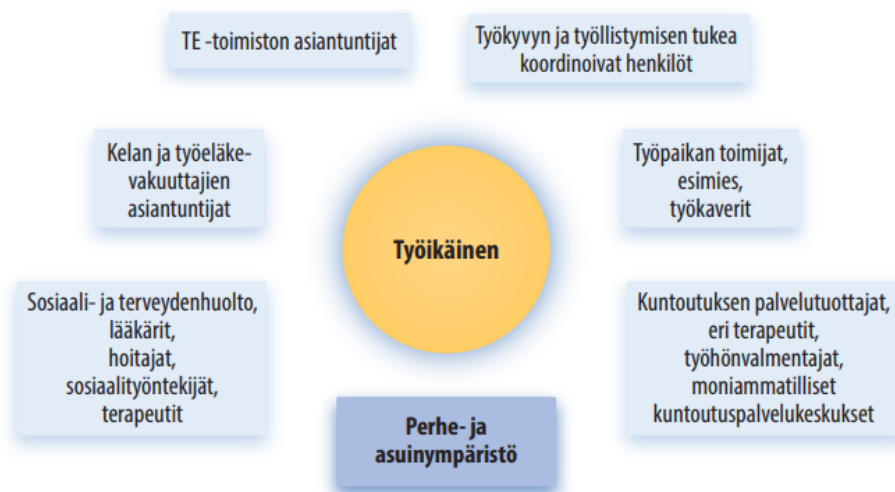 TE -toimiston asiantuntijat
Työkyvyn ja työllistymisen tukea
koordinoivat henkilöt
Kelan ja työeläke-
vakuuttajien
asiantuntijat
Työikäinen
Työpaikan toimijat,
esimies,
työkaverit
Sosiaali- ja terveydenhuolto,
lääkärit,
hoitajat,
sosiaalityöntekijät,
terapeutit
Perhe- ja
asuinympäristö
Kuntoutuksen palvelutuottajat,
eri terapeutit,
työhönvalmentajat,
moniammatilliset
kuntoutuspalvelukeskukset